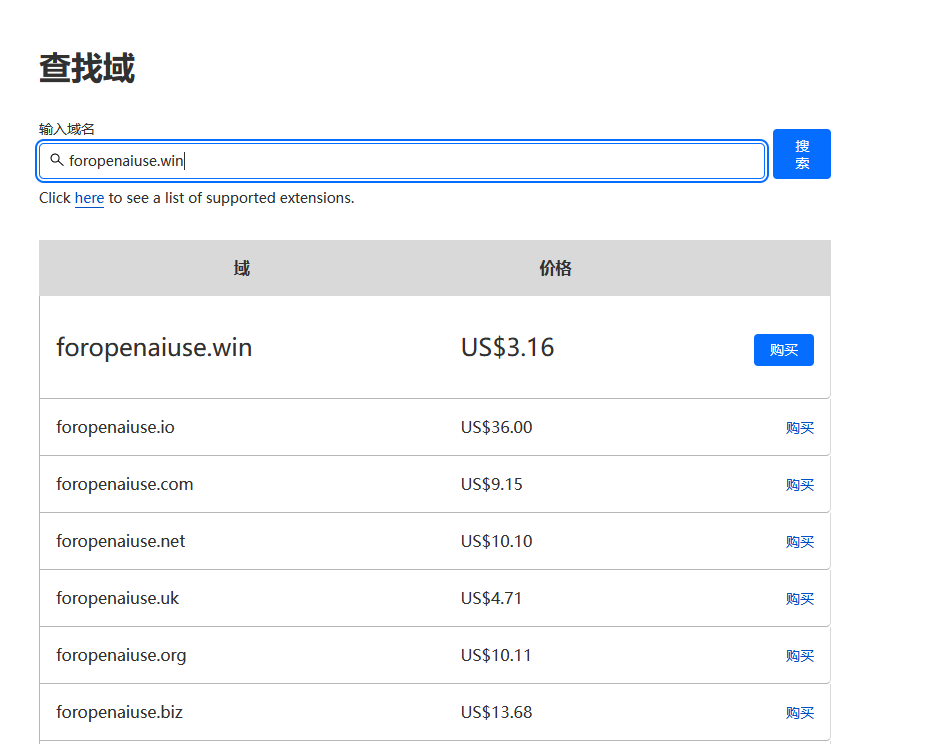 查找域
输入域名
foropenaiuse.win
搜
索
Click here to see a list of supported extensions.
域 价格
foropenaiuse.win US$3.16 购买
foropenaiuse.io US$36.00 购买
foropenaiuse.com US$9.15 购买
foropenaiuse.net US$10.10 购买
foropenaiuse.uk US$4.71 购买
foropenaiuse.org US$10.11 购买
foropenaiuse.biz US$13.68 购买